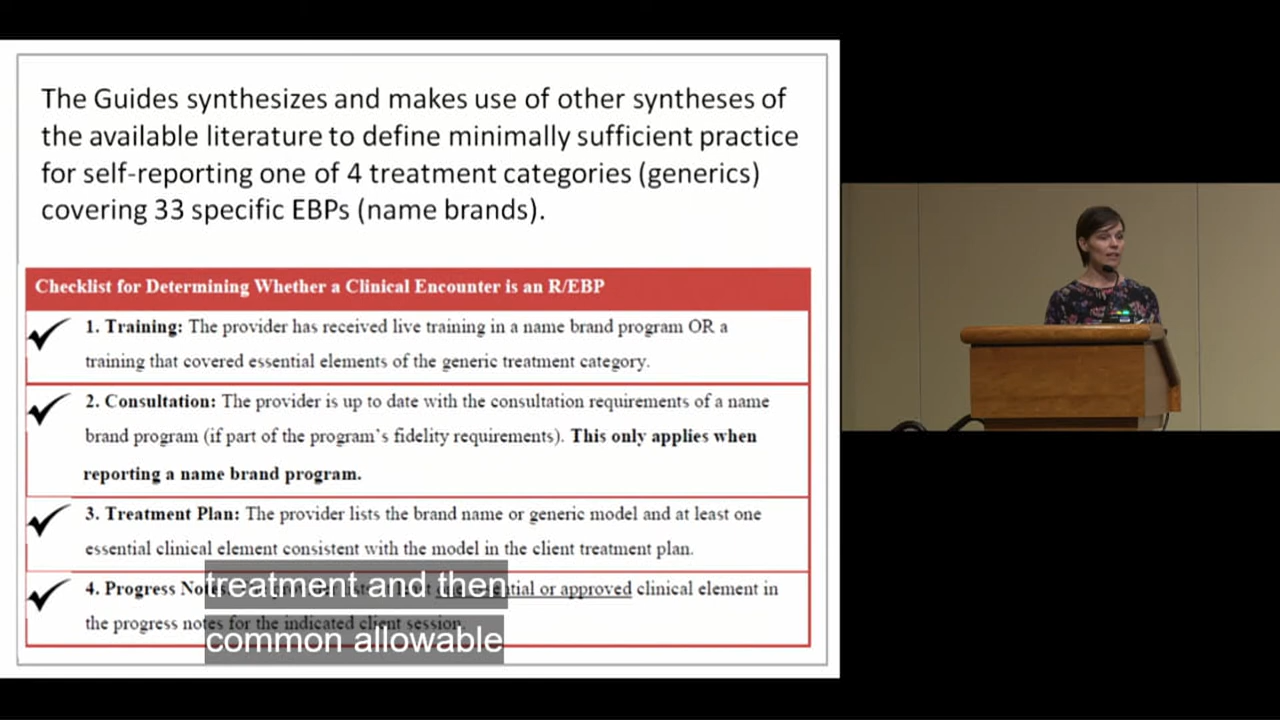 The Guides synthesizes and makes use of other syntheses of
the available literature to define minimally sufficient practice
for self-reporting one of 4 treatment categories (generics)
covering 33 specific EBPs (name brands).
Checklist for Determining Whether a Clinical Encounter is an R/EBP
1. Training: The provider has received live training in a name brand program OR a
training that covered essential elements of the generic treatment category.
2. Consultation: The provider is up to date with the consultation requirements of a name
brand program (if part of the program's fidelity requirements). This only applies when
reporting a name brand program.
3. Treatment Plan: The provider lists the brand name or generic model and at least one
essential clinical element consistent with the model in the client treatment plan.
4. Progress or approved clinical element in
the progress notes for the indicated client session.
treatment and then
common allowable